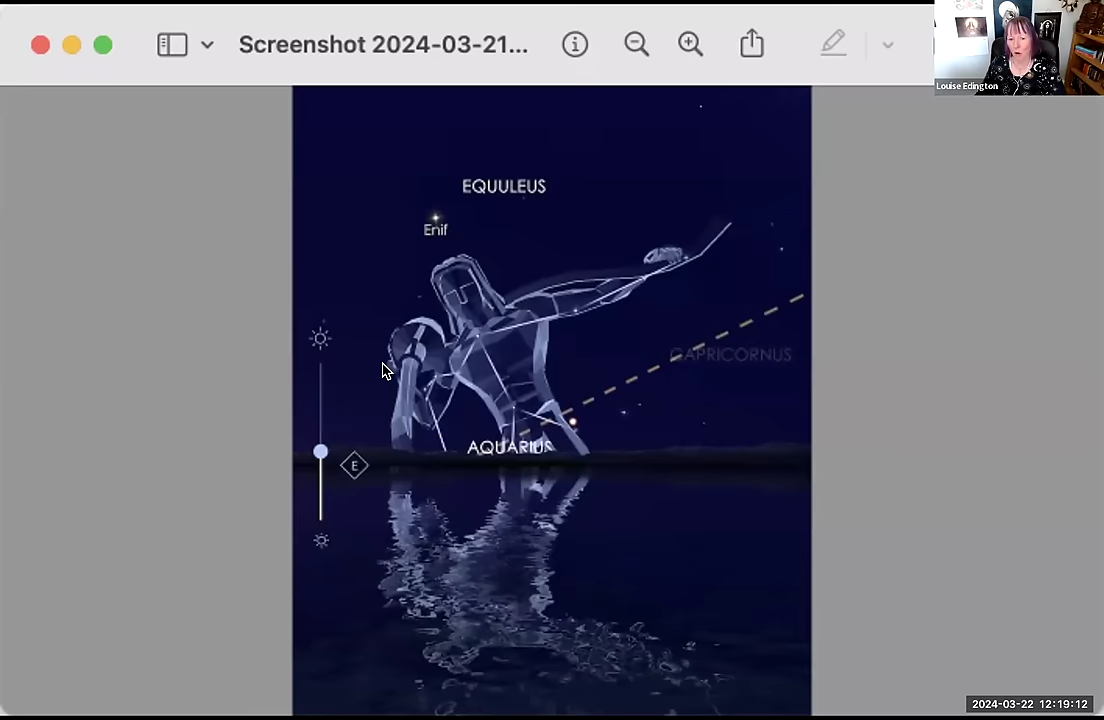 Screenshot 2024-03-21...
Louise Edington
EQUULEUS
Enif
CAPRICORNUS
AQUARIUS
E
2024-03-22 12:19:12